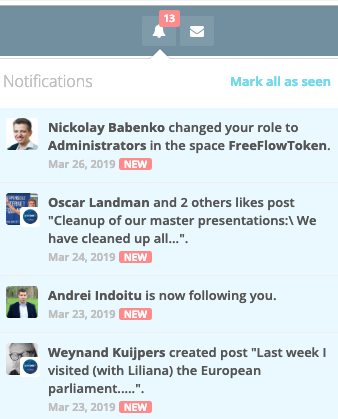 13
Notifications Mark all as seen
Nickolay Babenko changed your role to
Administrators in the space FreeFlowToken.
Mar 26, 2019 NEW
Oscar Landman and 2 others likes post
"Cleanup of our master presentations:\ We
have cleaned up all...".
Mar 24, 2019 NEW
Andrei Indoitu is now following you.
Mar 23, 2019 NEW
Weynand Kuijpers created post "Last week I
visited (with Liliana) the European
parliament.....".
Mar 23, 2019 NEW